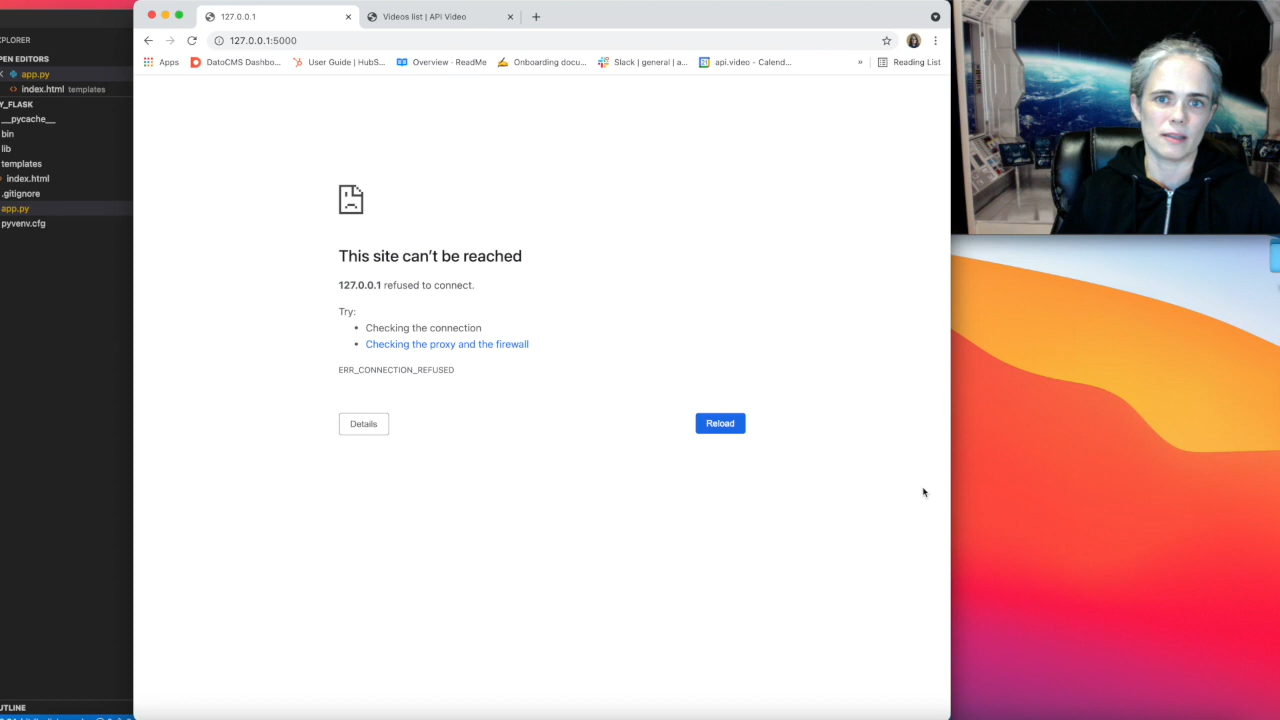 127.0.0.1
Videos list | API Video
127.0.0.1:5000
Apps
DatoCMS Dashbo...
User Guide | HubS...
Overview · ReadMe
Onboarding docu...
Slack | general | a...
api.video - Calend...
»
Reading List
XPLORER
PEN EDITORS
app.py
index.html templates
Y_FLASK
__pycache__
bin
lib
templates
index.html
.gitignore
app.py
pyvenv.cfg
UTLINE
This site can't be reached
127.0.0.1 refused to connect.
Try:
• Checking the connection
• Checking the proxy and the firewall
ERR_CONNECTION_REFUSED
Details
Reload